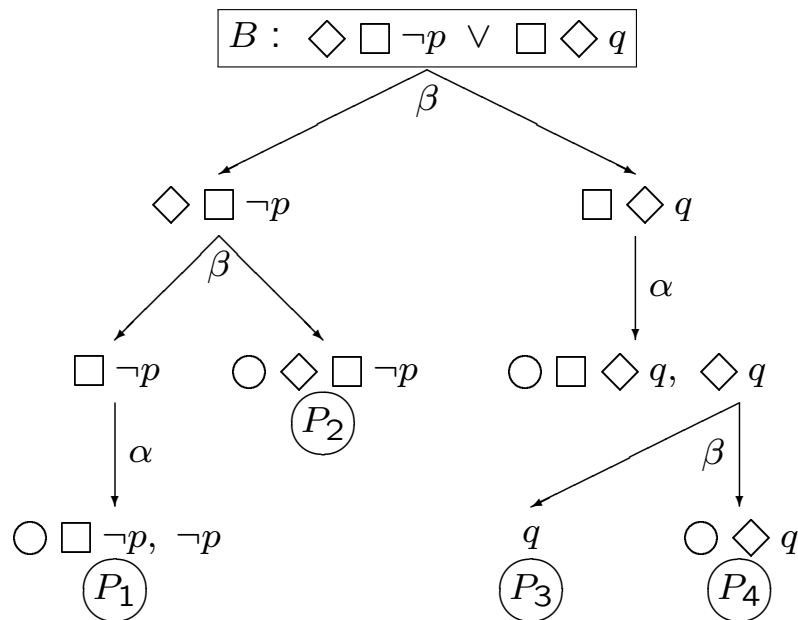 B : ◇ □ ¬p ∨ □ ◇ q
β
◇ □ ¬p □ ◇ q
β α
□ ¬p ○ ◇ □ ¬p ○ □ ◇ q, ◇ q
P₂
α β
○ □ ¬p, ¬p q ○ ◇ q
P₁ P₃ P₄